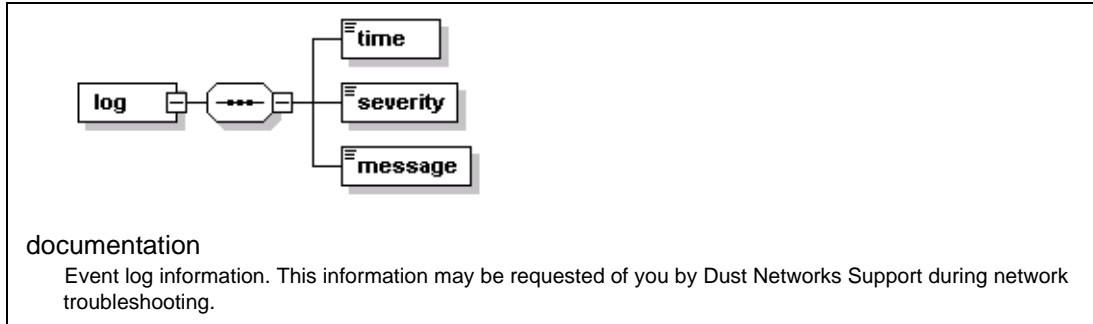 time
log
severity
message
documentation
Event log information. This information may be requested of you by Dust Networks Support during network
troubleshooting.